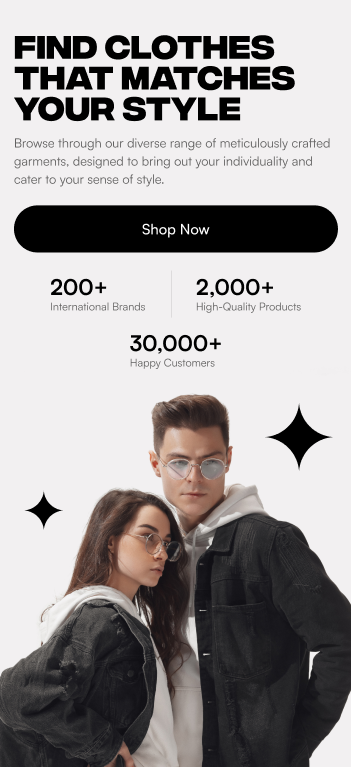 FIND CLOTHES
THAT MATCHES
YOUR STYLE
Browse through our diverse range of meticulously crafted
garments, designed to bring out your individuality and
cater to your sense of style.
Shop Now
200+
International Brands
2,000+
High-Quality Products
30,000+
Happy Customers